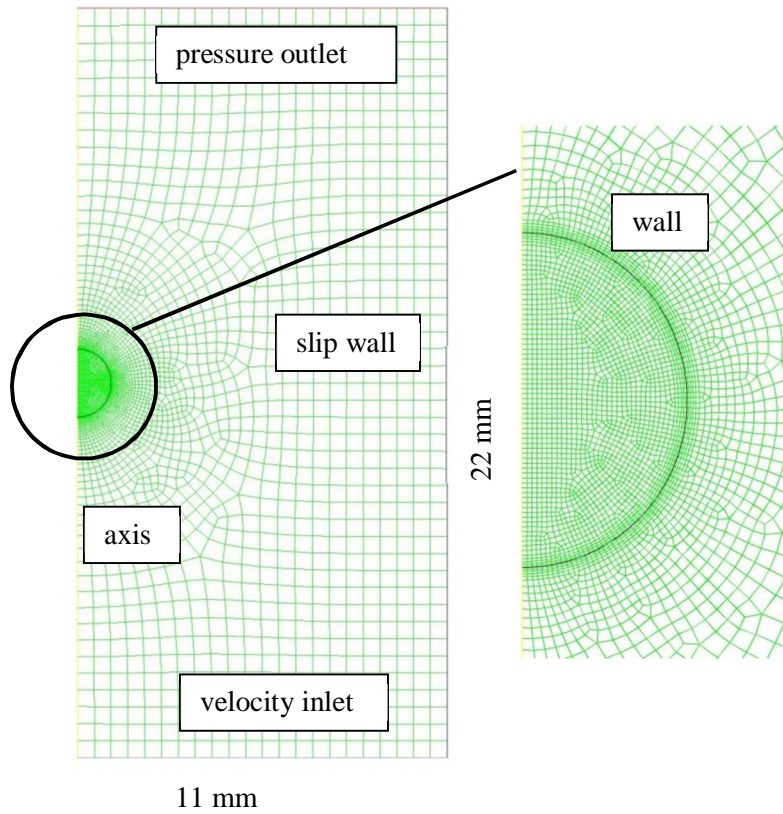 pressure outlet
wall
slip wall
22 mm
axis
velocity inlet
11 mm